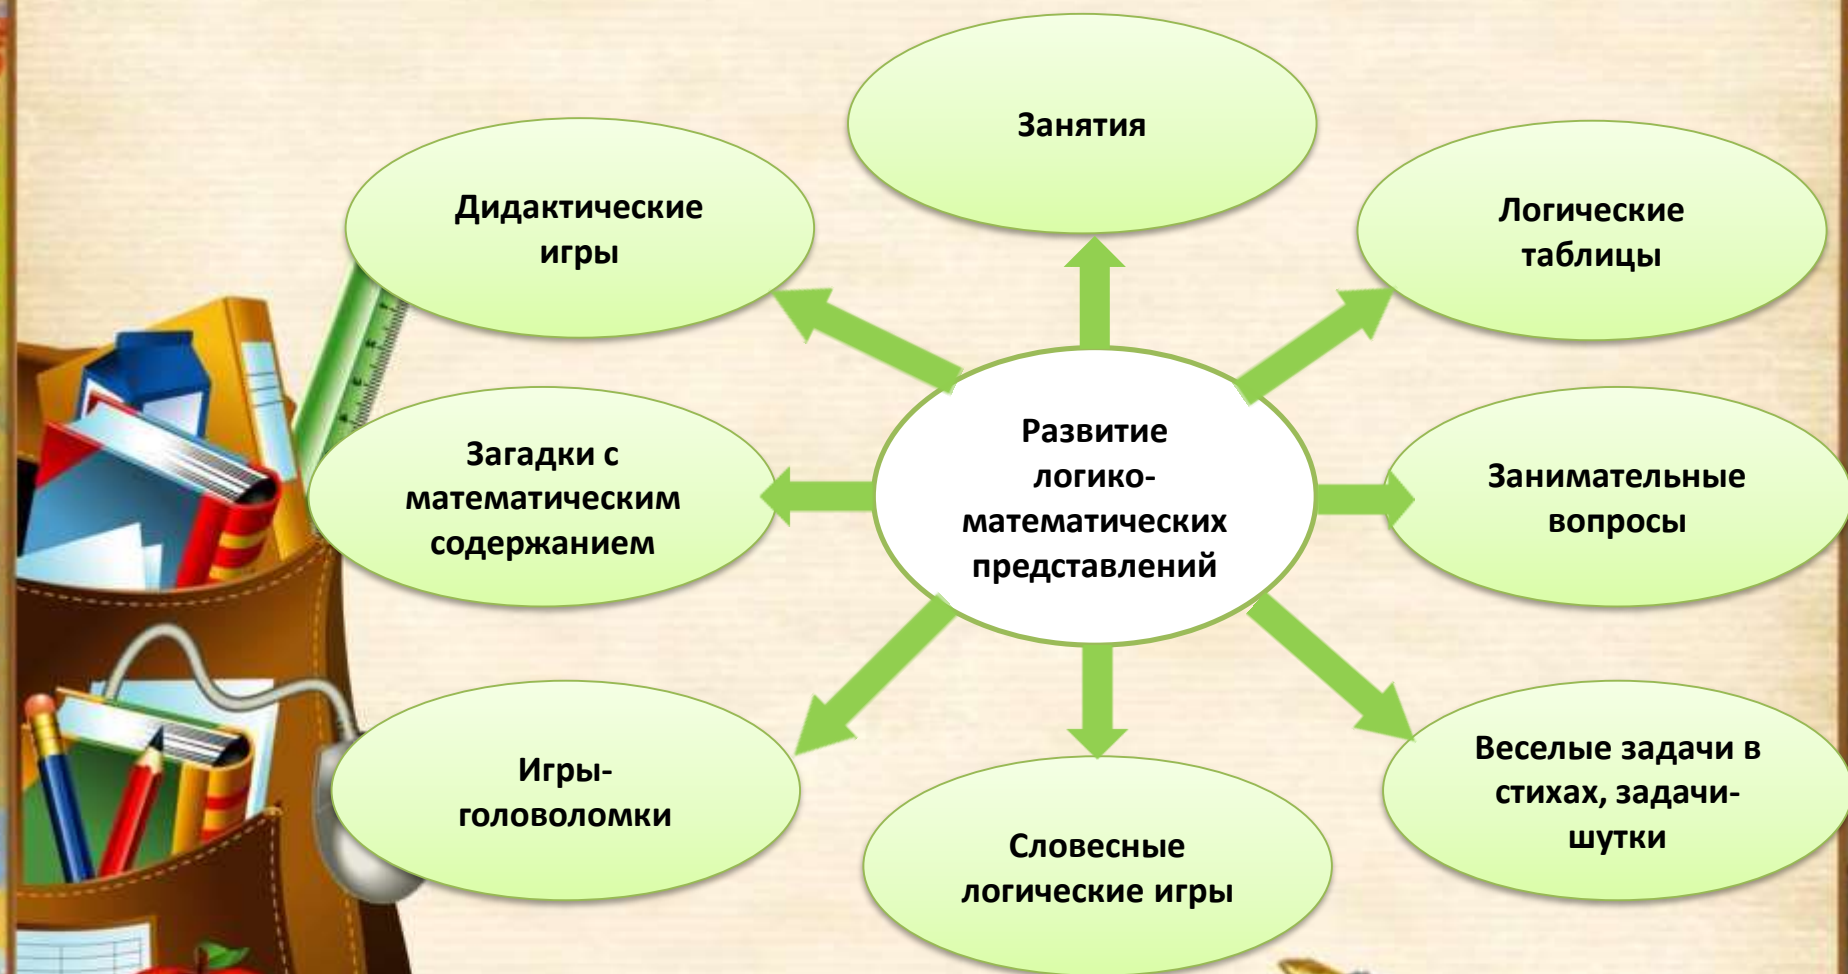 Занятия
Дидактические
игры
Логические
таблицы
Загадки с
математическим
содержанием
Развитие
логико-
математических
представлений
Занимательные
вопросы
Игры-
головоломки
Словесные
логические игры
Веселые задачи в
стихах, задачи-
шутки